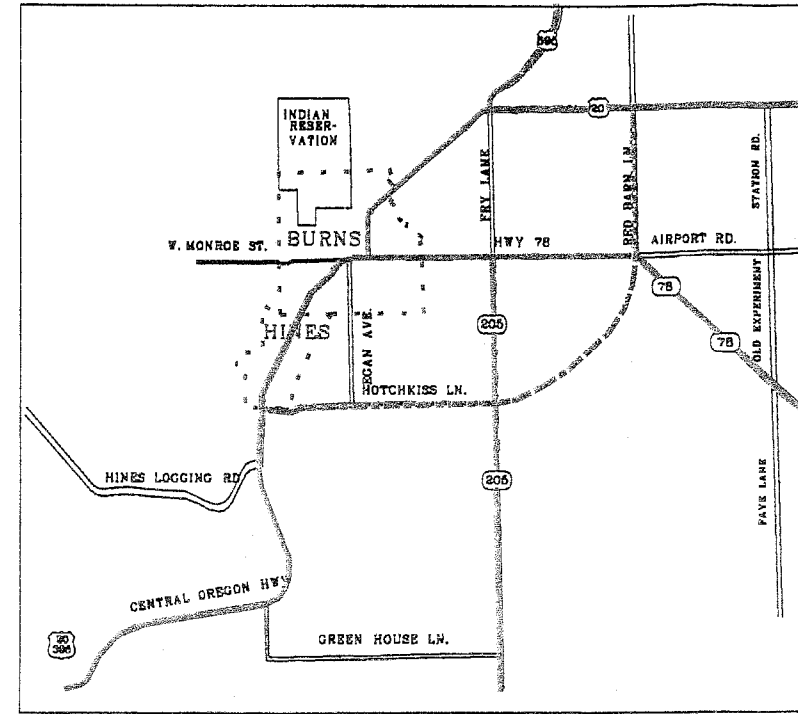 395
20
INDIAN
RESER-
VATION
FRY LANE
RED BARN LN.
STATION RD.
W. MONROE ST.
BURNS
HWY 78
AIRPORT RD.
78
205
78
HINES
EGAN AVE.
OLD EXPERIMENT
HOTCHKISS LN.
HINES LOGGING RD
205
FAYE LANE
CENTRAL OREGON HWY
20
395
GREEN HOUSE LN.